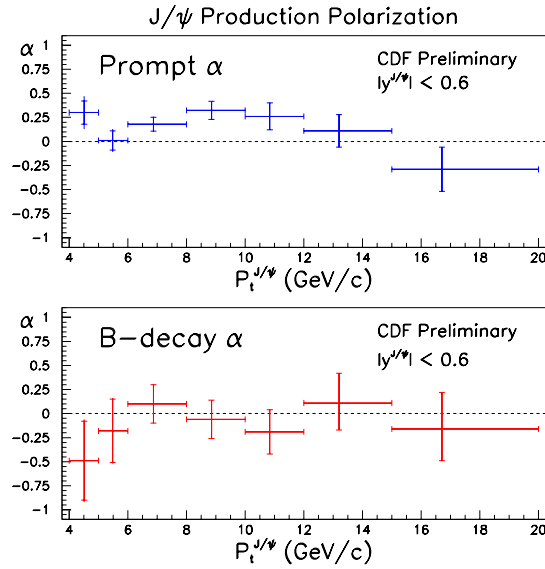 J/ψ Production Polarization
α
1
0.75
0.5
0.25
0
-0.25
-0.5
-0.75
-1
Prompt α
CDF Preliminary
|y^J/ψ| < 0.6
4 6 8 10 12 14 16 18 20
P_t^J/ψ (GeV/c)
α
1
0.75
0.5
0.25
0
-0.25
-0.5
-0.75
-1
B-decay α
CDF Preliminary
|y^J/ψ| < 0.6
4 6 8 10 12 14 16 18 20
P_t^J/ψ (GeV/c)